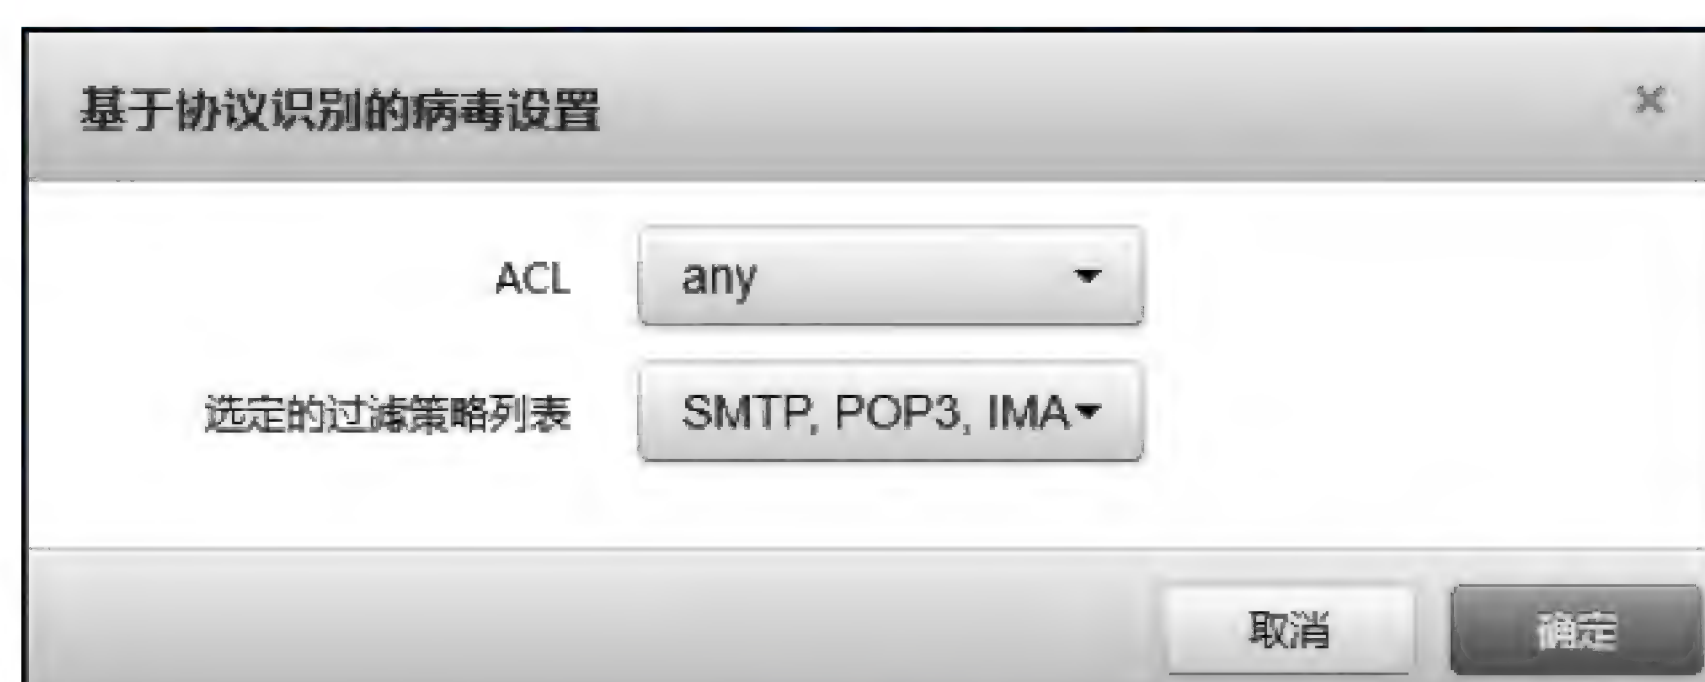 基于协议识别的病毒设置 ×
ACL any
选定的过滤策略列表 SMTP, POP3, IMA
取消 确定